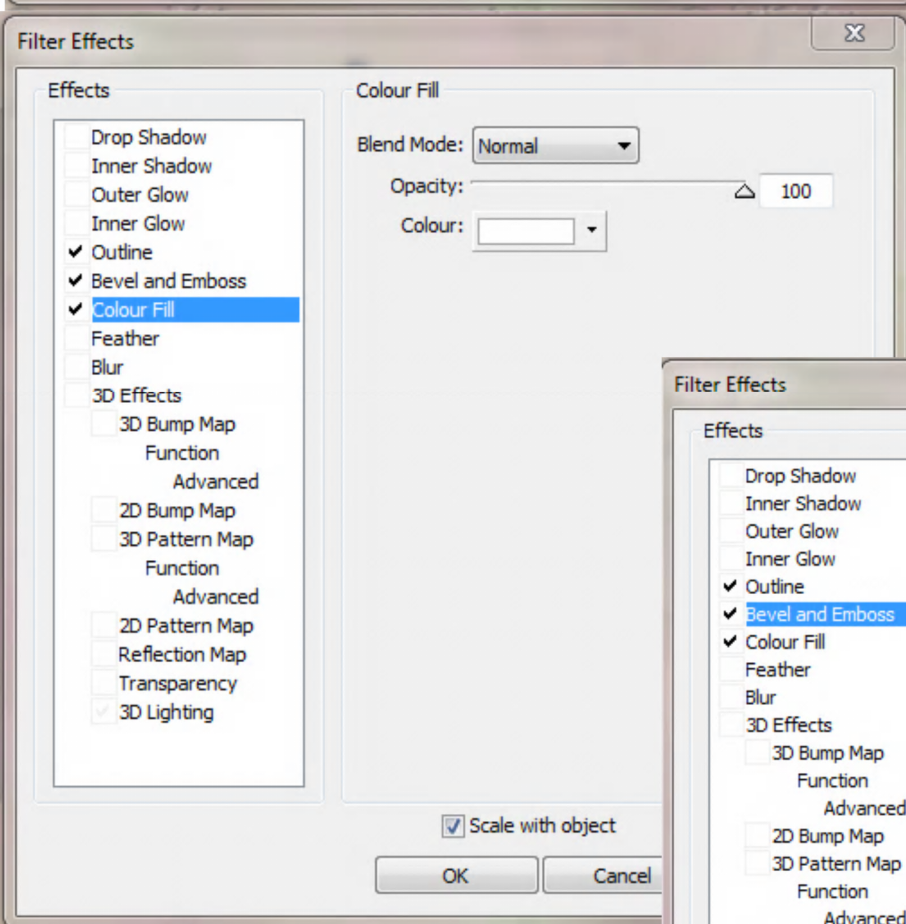 Filter Effects
Effects
Drop Shadow
Inner Shadow
Outer Glow
Inner Glow
Outline
Bevel and Emboss
Colour Fill
Feather
Blur
3D Effects
3D Bump Map
Function
Advanced
2D Bump Map
3D Pattern Map
Function
Advanced
2D Pattern Map
Reflection Map
Transparency
3D Lighting
Colour Fill
Blend Mode: Normal
Opacity: 100
Colour:
Scale with object
OK Cancel
Filter Effects
Effects
Drop Shadow
Inner Shadow
Outer Glow
Inner Glow
Outline
Bevel and Emboss
Colour Fill
Feather
Blur
3D Effects
3D Bump Map
Function
Advanced
2D Bump Map
3D Pattern Map
Function
Advanced